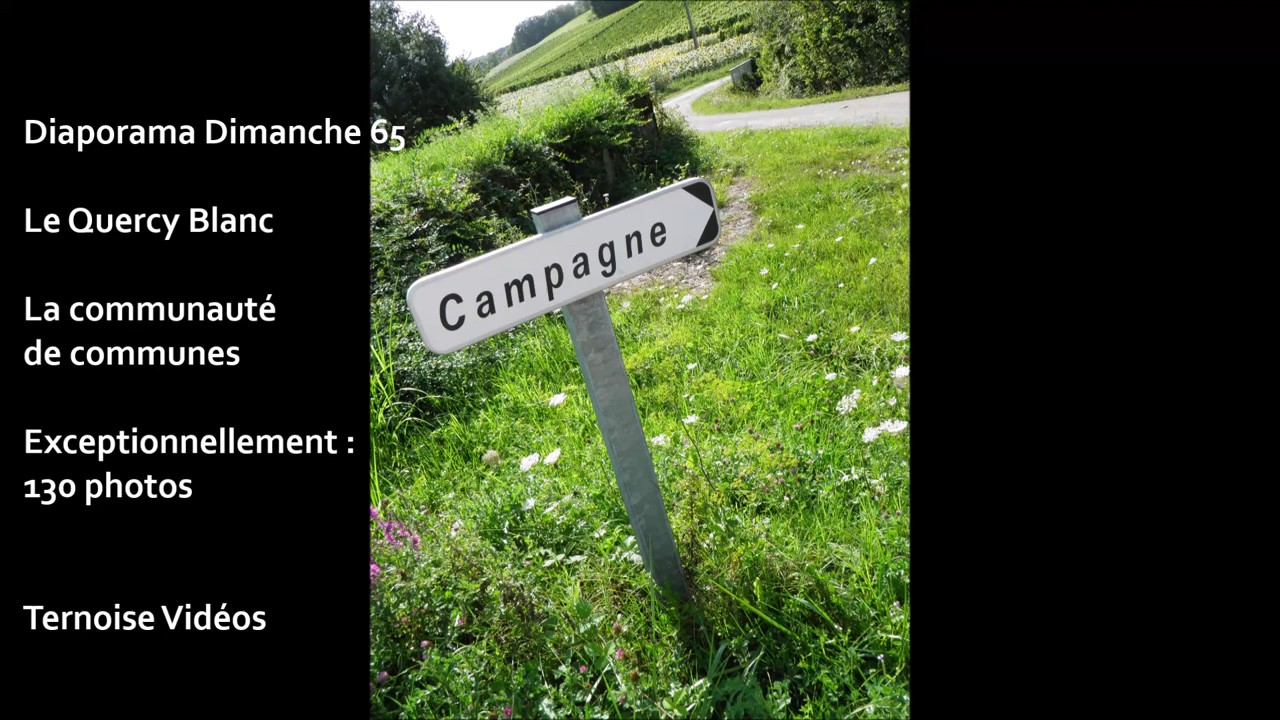 Diaporama Dimanche 65
Le Quercy Blanc
La communauté
de communes
Exceptionnellement :
130 photos
Ternoise Vidéos
Campagne